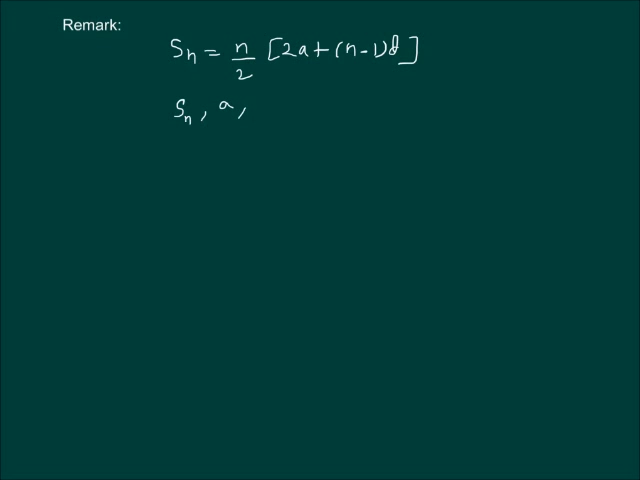 Remark:
Sₙ = n/2 [2a + (n - 1)d]
Sₙ, a,